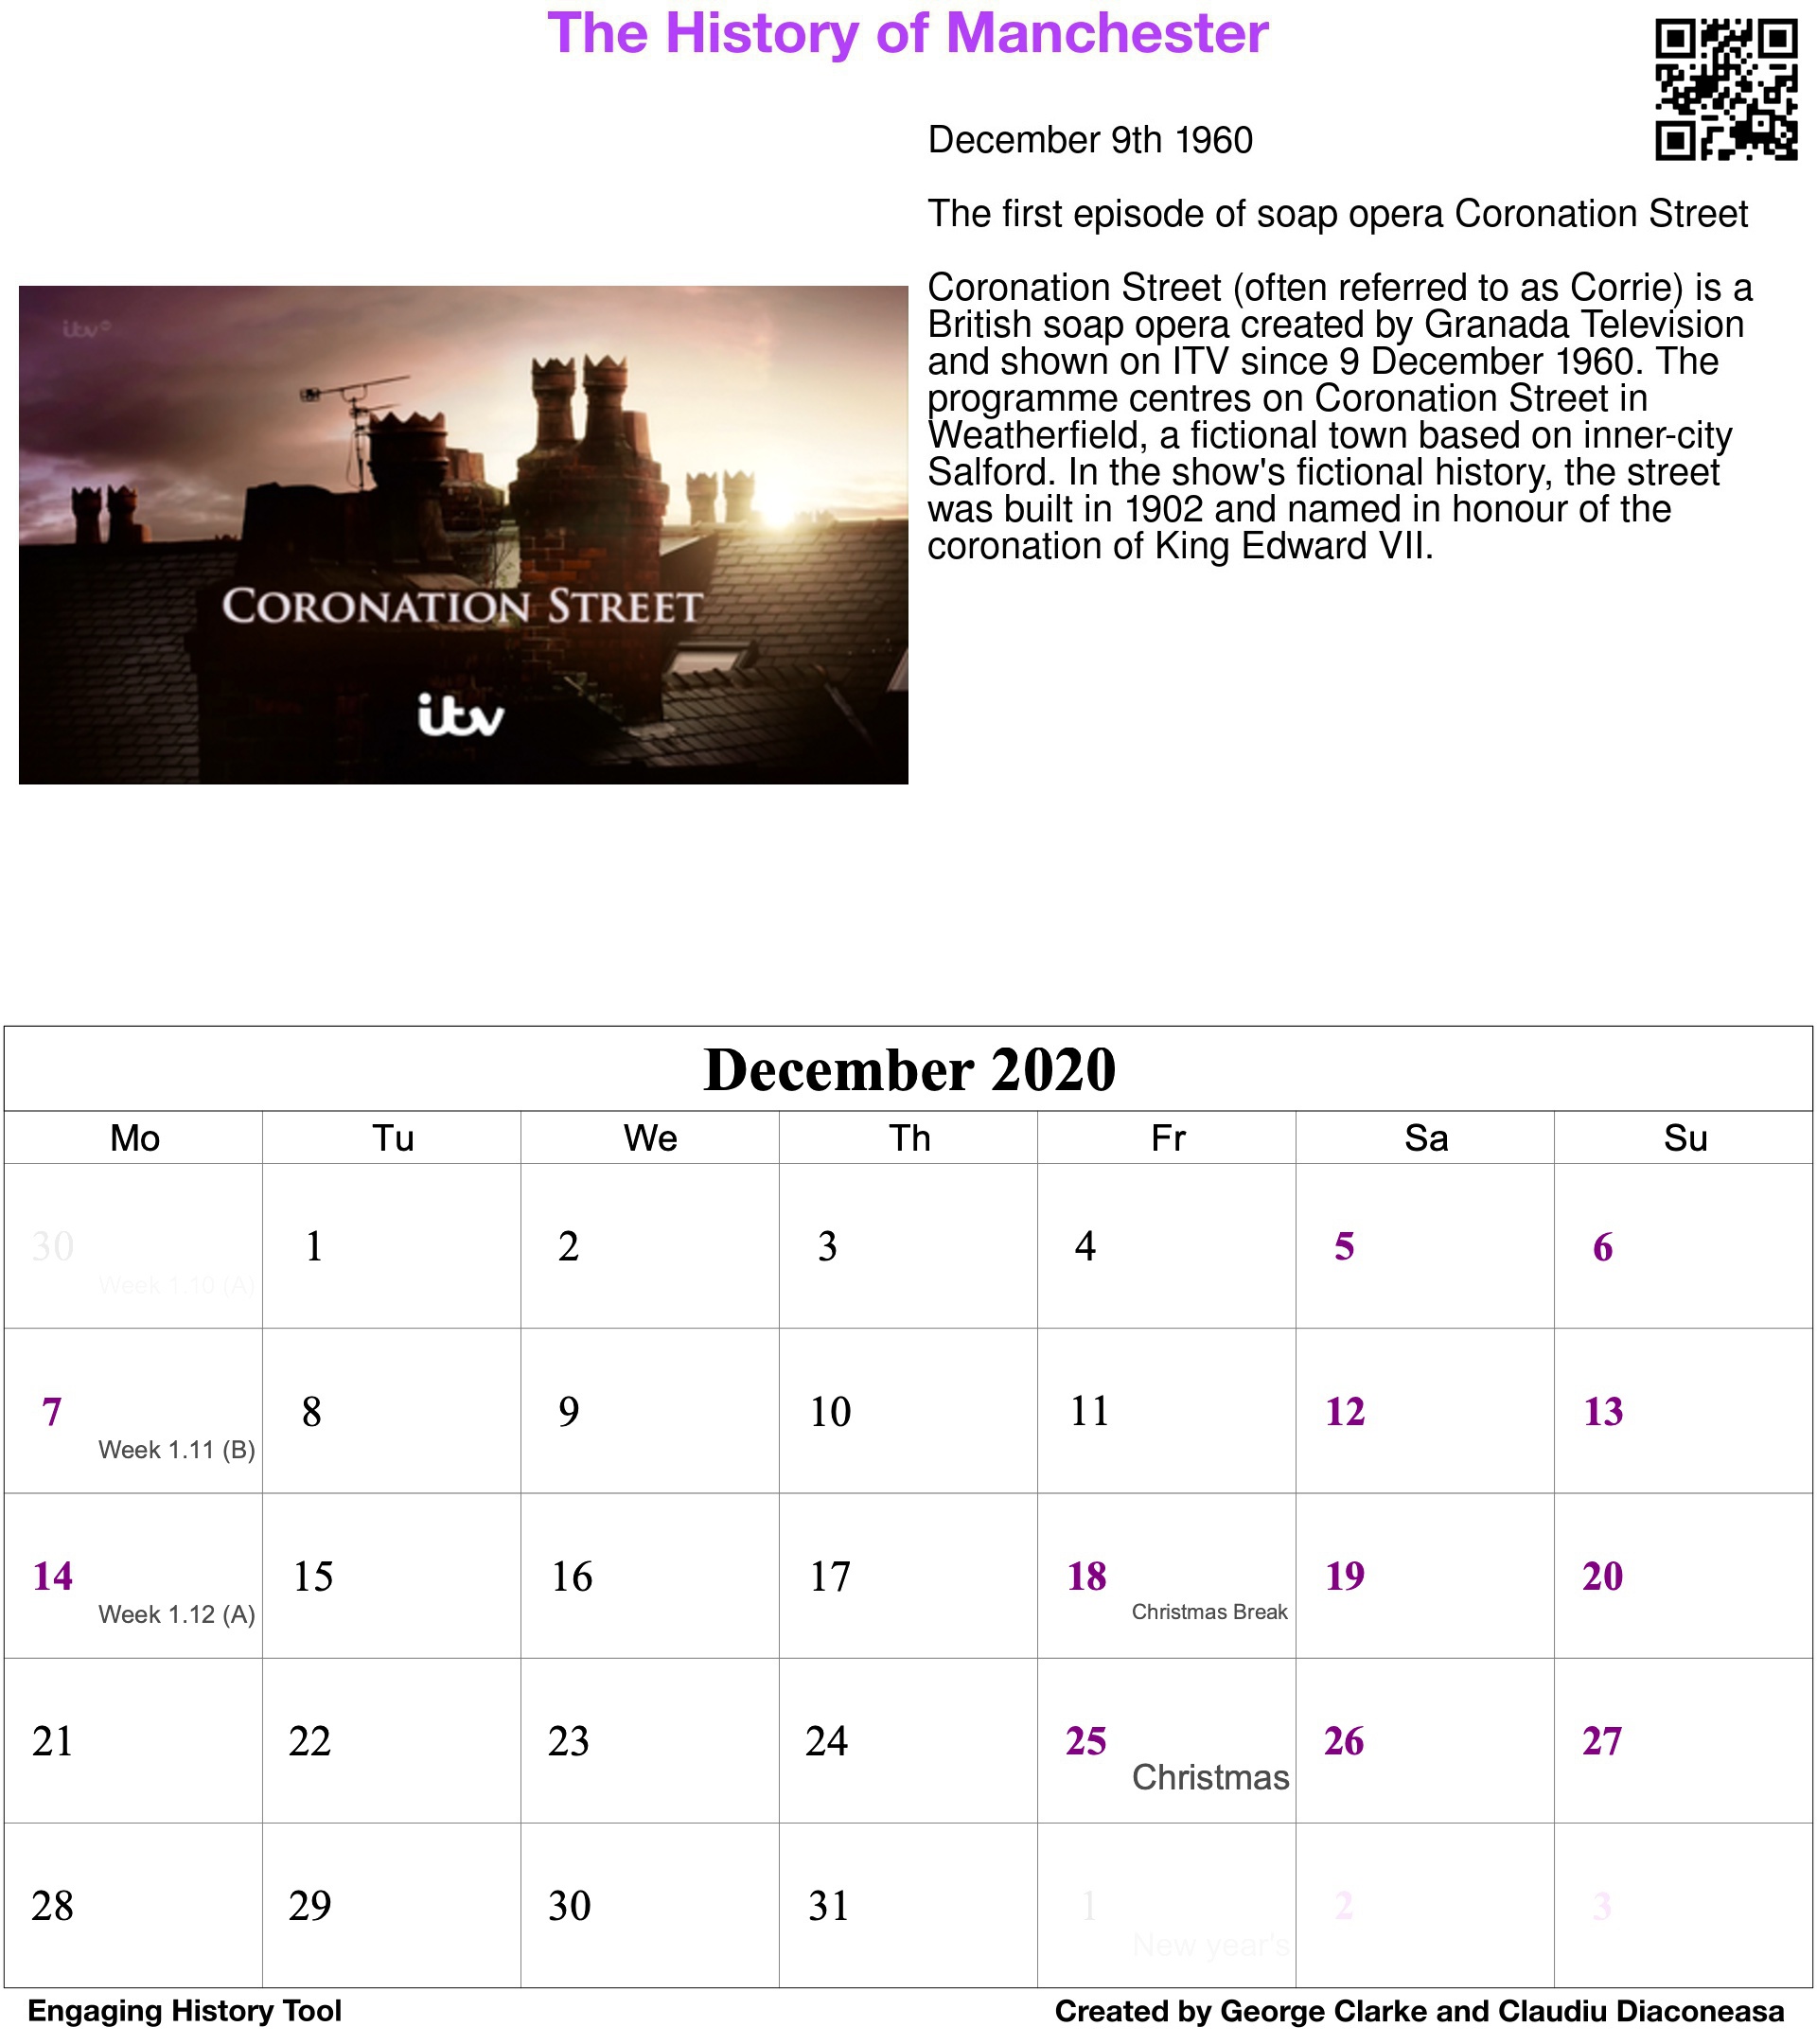 The History of Manchester
December 9th 1960
The first episode of soap opera Coronation Street
Coronation Street (often referred to as Corrie) is a
British soap opera created by Granada Television
and shown on ITV since 9 December 1960. The
programme centres on Coronation Street in
Weatherfield, a fictional town based on inner-city
Salford. In the show's fictional history, the street
was built in 1902 and named in honour of the
coronation of King Edward VII.
itv
CORONATION STREET
itv
December 2020
Mo Tu We Th Fr Sa Su
30 1 2 3 4 5 6
Week 1.10 (A)
7 8 9 10 11 12 13
Week 1.11 (B)
14 15 16 17 18 19 20
Week 1.12 (A) Christmas Break
21 22 23 24 25 26 27
Christmas
28 29 30 31 1 2 3
New year's
Engaging History Tool Created by George Clarke and Claudiu Diaconeasa